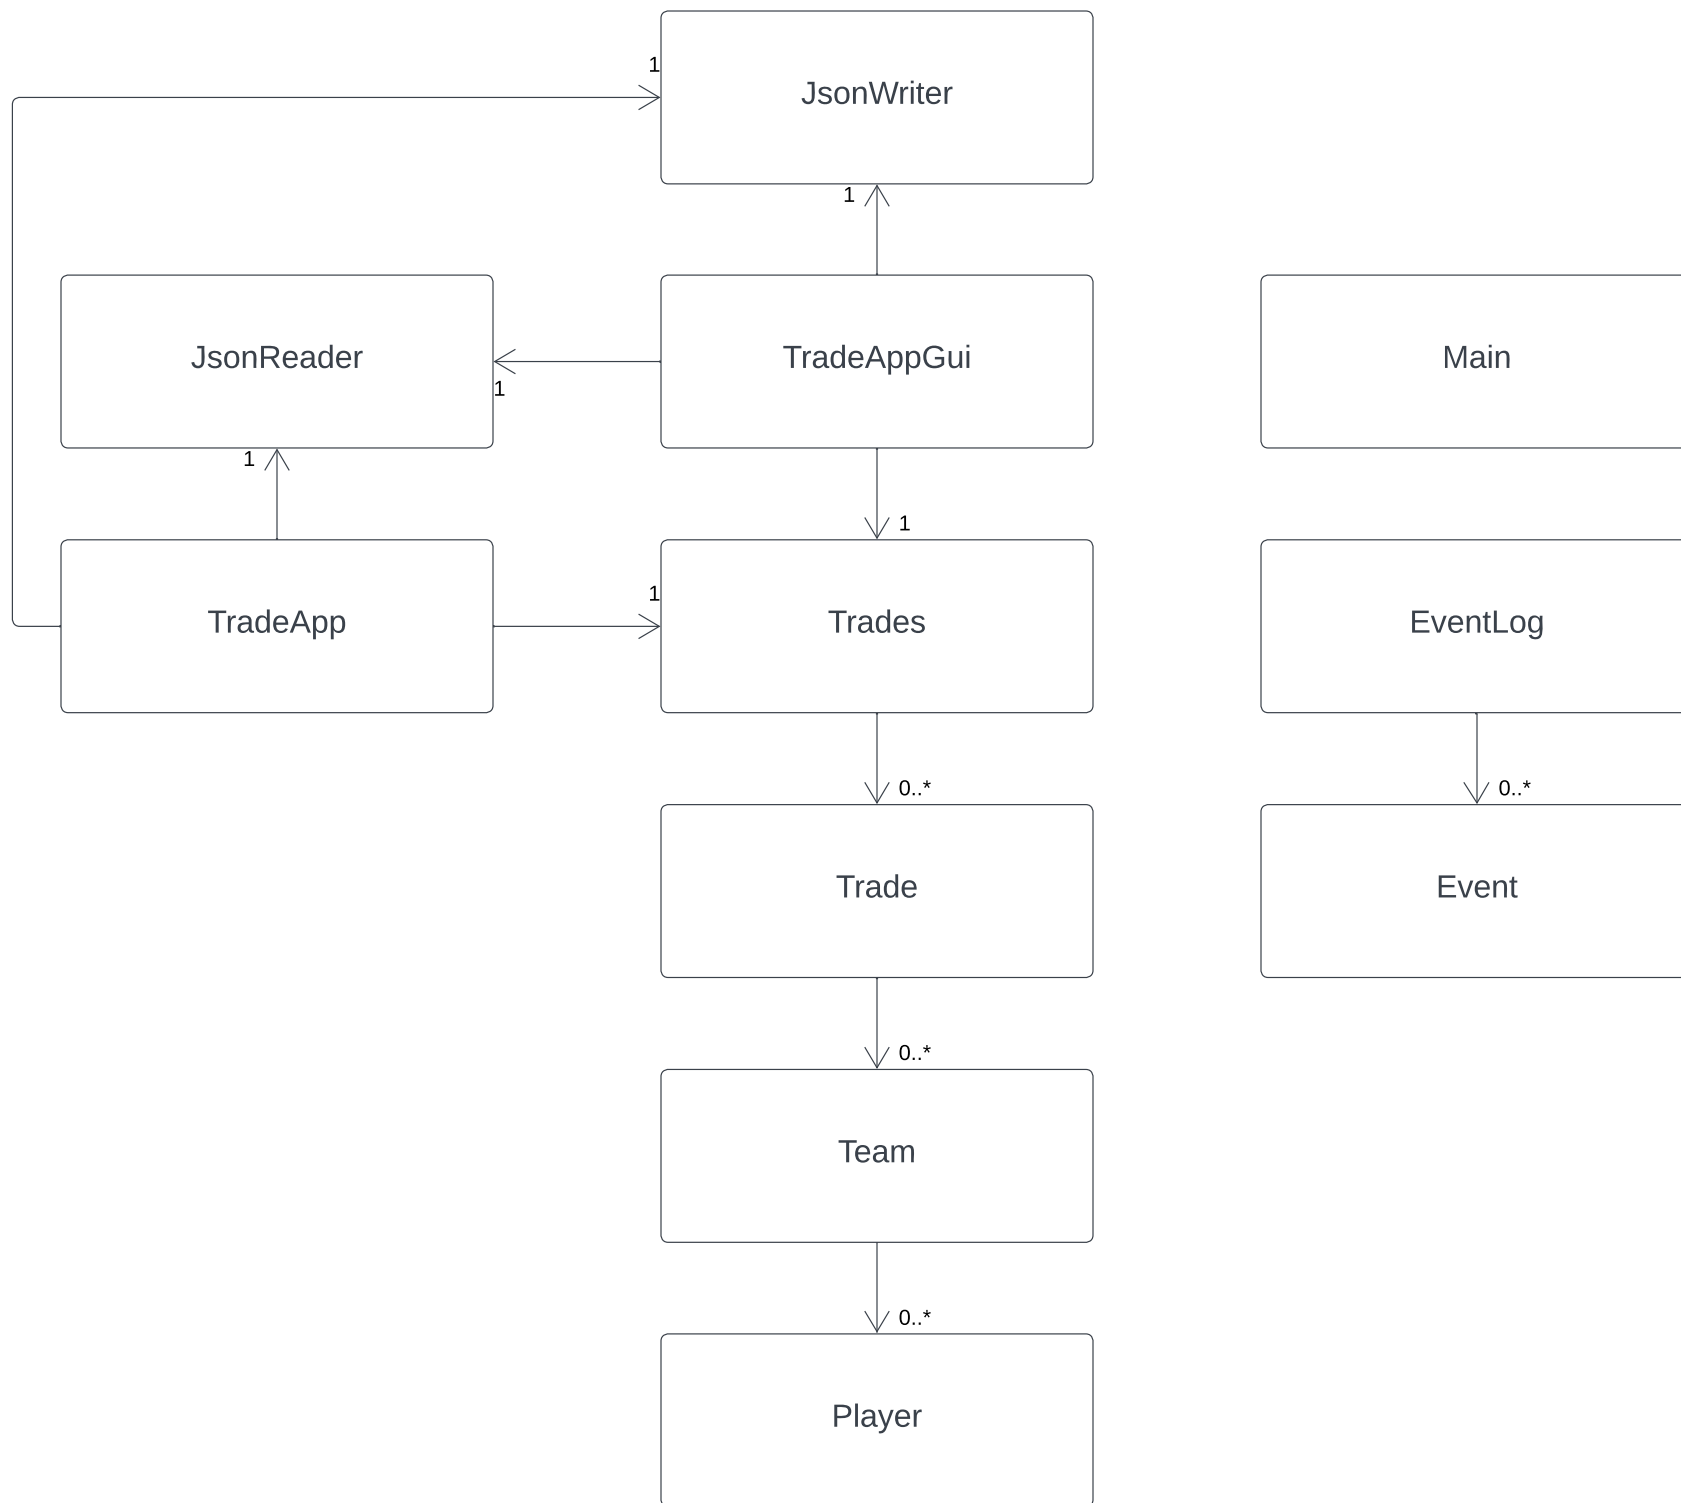 1
JsonWriter
1
JsonReader
TradeAppGui
Main
1
1
1
TradeApp
1
Trades
EventLog
0..*
0..*
Trade
Event
0..*
Team
0..*
Player